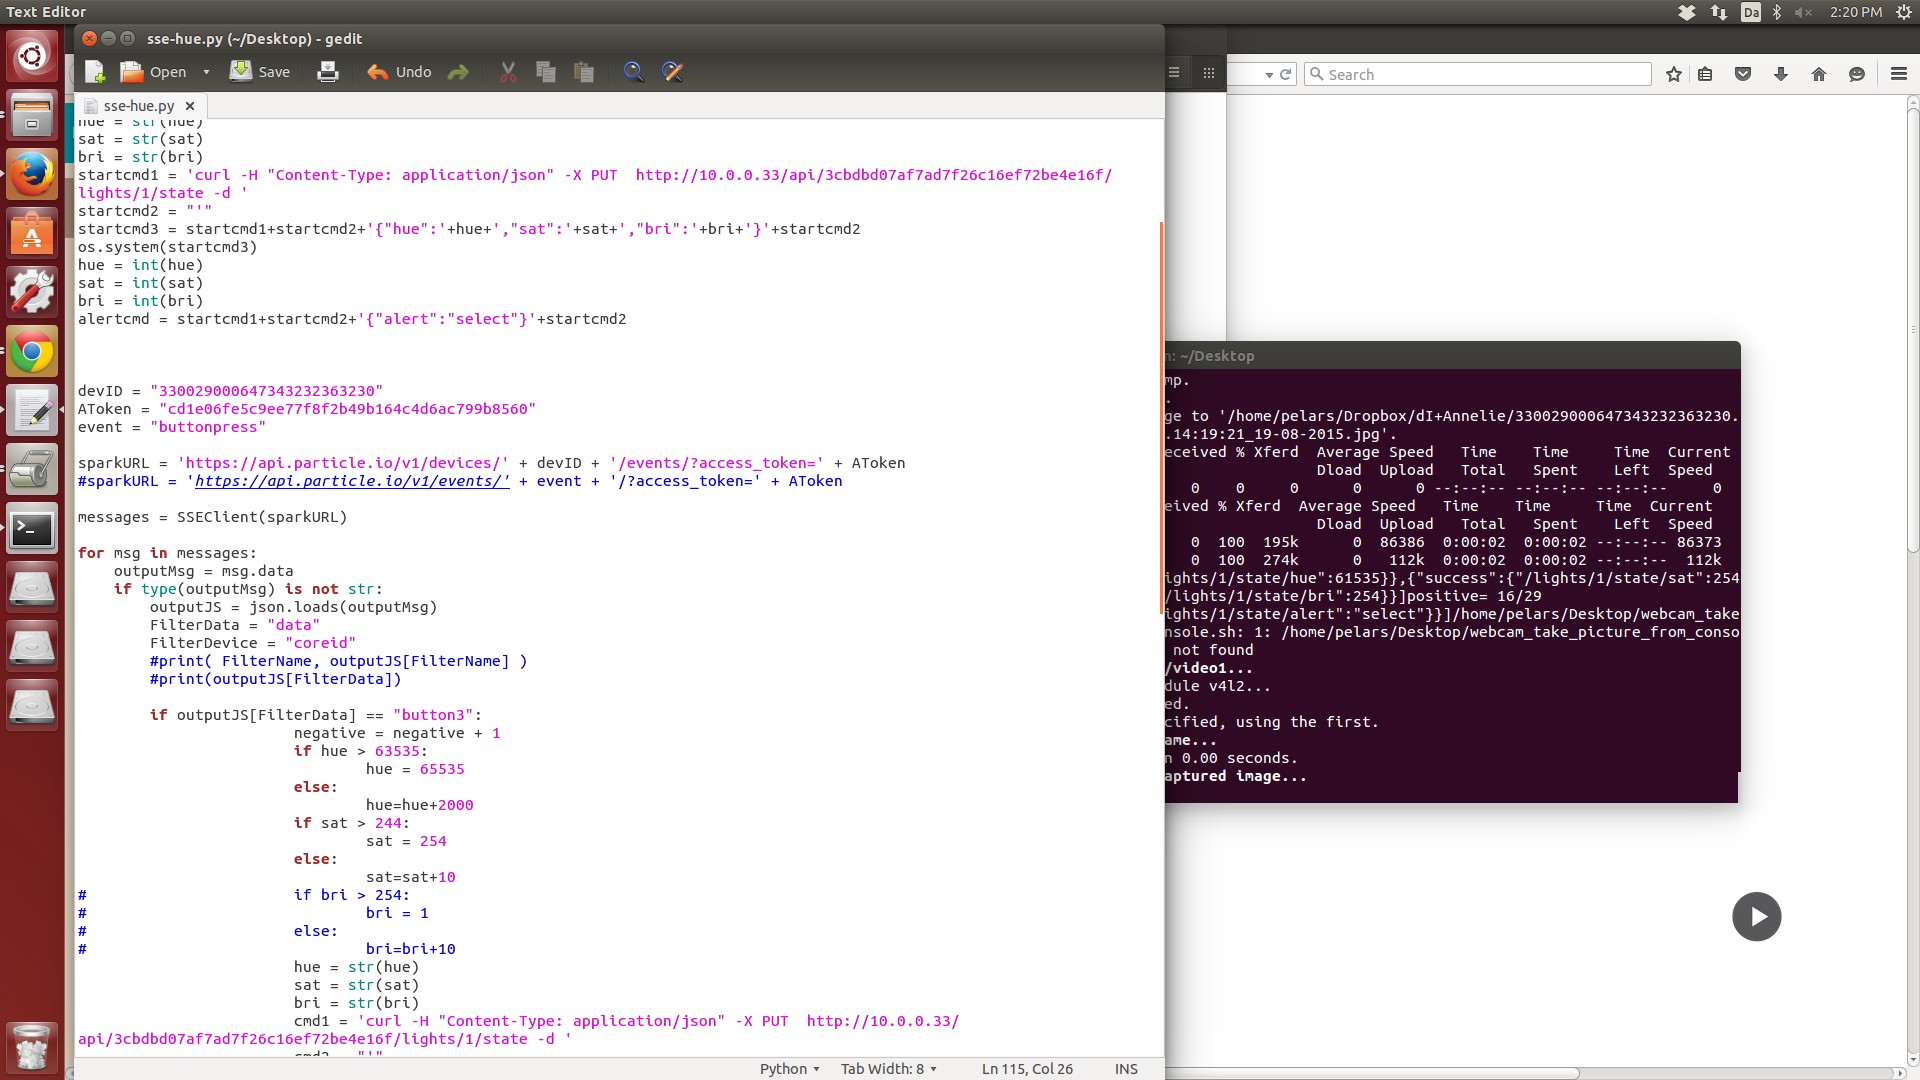 Text Editor
Da
2:20 PM
sse-hue.py (~/Desktop) - gedit
Open
Save
Undo
Search
sse-hue.py
hue = str(hue)
sat = str(sat)
bri = str(bri)
startcmd1 = 'curl -H "Content-Type: application/json" -X PUT  http://10.0.0.33/api/3cbdbd07af7ad7f26c16ef72be4e16f/
lights/1/state -d '
startcmd2 = "'"
startcmd3 = startcmd1+startcmd2+'{"hue":'+hue+',"sat":'+sat+',"bri":'+bri+'}'+startcmd2
os.system(startcmd3)
hue = int(hue)
sat = int(sat)
bri = int(bri)
alertcmd = startcmd1+startcmd2+'{"alert":"select"}'+startcmd2
devID = "330029000647343232363230"
AToken = "cd1e06fe5c9ee77f8f2b49b164c4d6ac799b8560"
event = "buttonpress"
sparkURL = 'https://api.particle.io/v1/devices/' + devID + '/events/?access_token=' + AToken
#sparkURL = 'https://api.particle.io/v1/events/' + event + '/?access_token=' + AToken
messages = SSEClient(sparkURL)
for msg in messages:
    outputMsg = msg.data
    if type(outputMsg) is not str:
        outputJS = json.loads(outputMsg)
        FilterData = "data"
        FilterDevice = "coreid"
        #print( FilterName, outputJS[FilterName] )
        #print(outputJS[FilterData])
        if outputJS[FilterData] == "button3":
                        negative = negative + 1
                        if hue > 63535:
                                hue = 65535
                        else:
                                hue=hue+2000
                        if sat > 244:
                                sat = 254
                        else:
                                sat=sat+10
#                       if bri > 254:
#                               bri = 1
#                       else:
#                               bri=bri+10
                        hue = str(hue)
                        sat = str(sat)
                        bri = str(bri)
                        cmd1 = 'curl -H "Content-Type: application/json" -X PUT  http://10.0.0.33/
api/3cbdbd07af7ad7f26c16ef72be4e16f/lights/1/state -d '
                        cmd2 = "'"
Python
Tab Width: 8
Ln 115, Col 26
INS
n: ~/Desktop
mp.
.
ge to '/home/pelars/Dropbox/dI+Annelie/330029000647343232363230.
.14:19:21_19-08-2015.jpg'.
eceived % Xferd  Average Speed   Time    Time     Time  Current
                 Dload  Upload   Total   Spent    Left  Speed
   0    0     0      0      0 --:--:-- --:--:-- --:--:--     0
eived % Xferd  Average Speed   Time    Time     Time  Current
                 Dload  Upload   Total   Spent    Left  Speed
   0  100  195k      0  86386  0:00:02  0:00:02 --:--:-- 86373
   0  100  274k      0   112k  0:00:02  0:00:02 --:--:--  112k
ights/1/state/hue":61535}},{"success":{"/lights/1/state/sat":254
/lights/1/state/bri":254}}]positive= 16/29
ights/1/state/alert":"select"}}]/home/pelars/Desktop/webcam_take
nsole.sh: 1: /home/pelars/Desktop/webcam_take_picture_from_conso
 not found
/video1...
dule v4l2...
ed.
cified, using the first.
ame...
n 0.00 seconds.
aptured image...